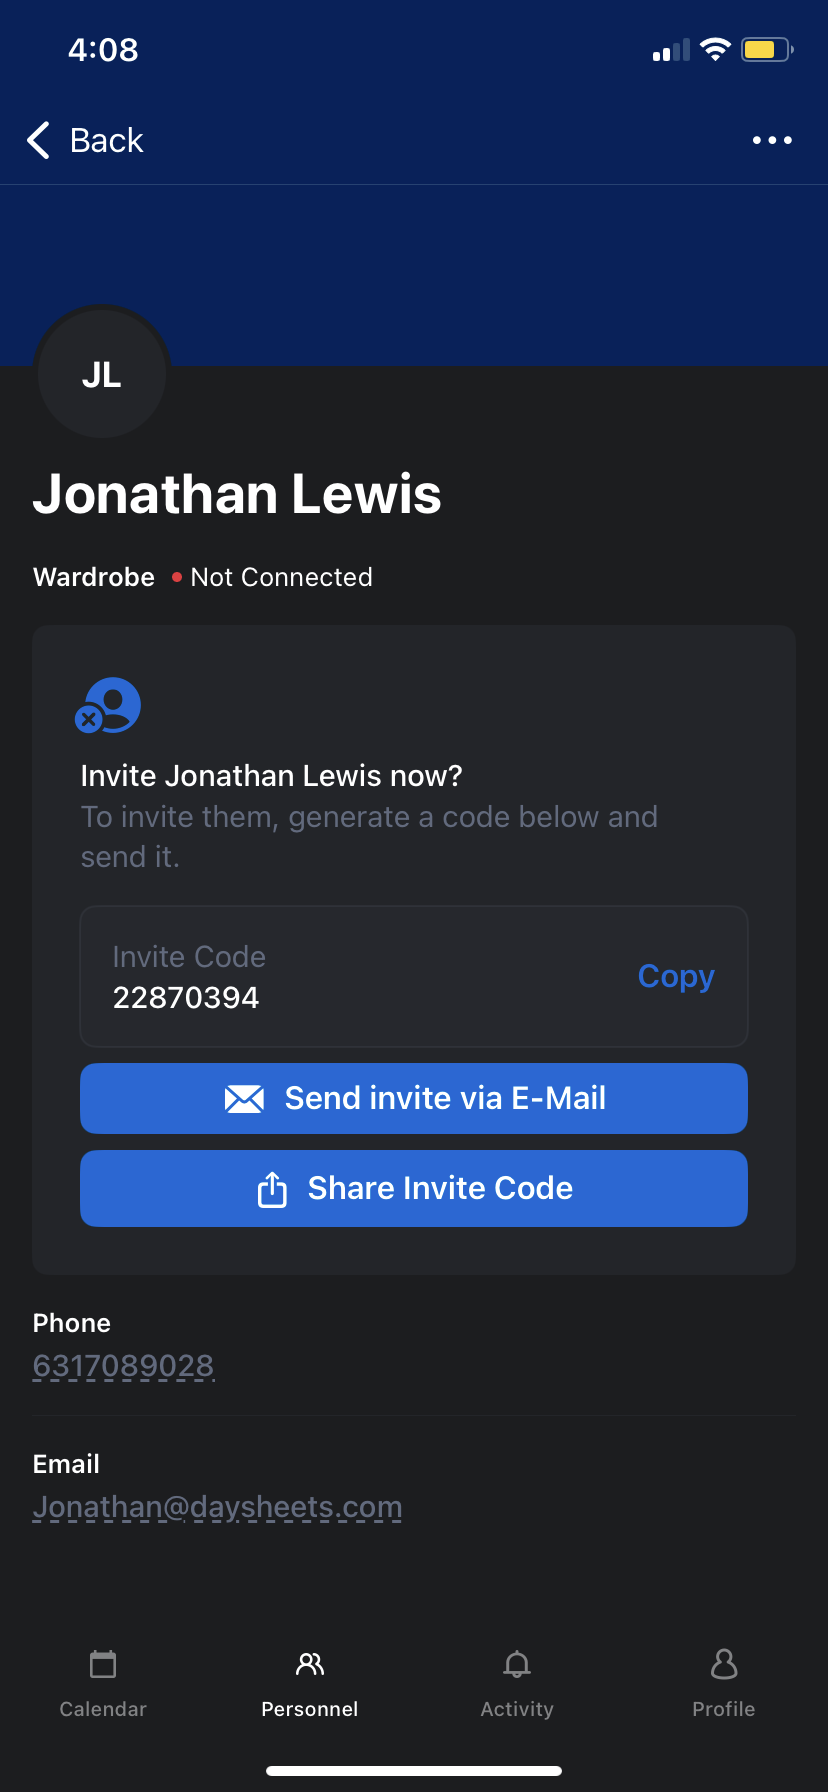 4:08
Back
JL
Jonathan Lewis
Wardrobe • Not Connected
Invite Jonathan Lewis now?
To invite them, generate a code below and
send it.
Invite Code
22870394
Copy
Send invite via E-Mail
Share Invite Code
Phone
6317089028
Email
Jonathan@daysheets.com
Calendar
Personnel
Activity
Profile